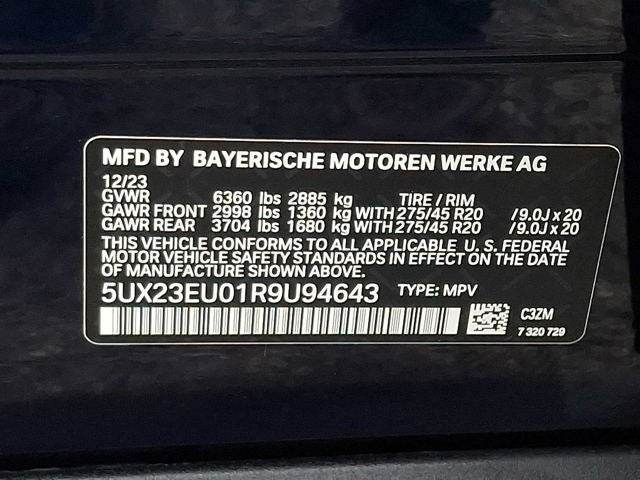 MFD BY BAYERISCHE MOTOREN WERKE AG
12/23
GVWR 6360 lbs 2885 kg TIRE / RIM
GAWR FRONT 2998 lbs 1360 kg WITH 275/45 R20 / 9.0J x 20
GAWR REAR 3704 lbs 1680 kg WITH 275/45 R20 / 9.0J x 20
THIS VEHICLE CONFORMS TO ALL APPLICABLE U. S. FEDERAL
MOTOR VEHICLE SAFETY STANDARDS IN EFFECT ON THE DATE
OF MANUFACTURE SHOWN ABOVE.
5UX23EU01R9U94643 TYPE: MPV
C3ZM
7 320 729